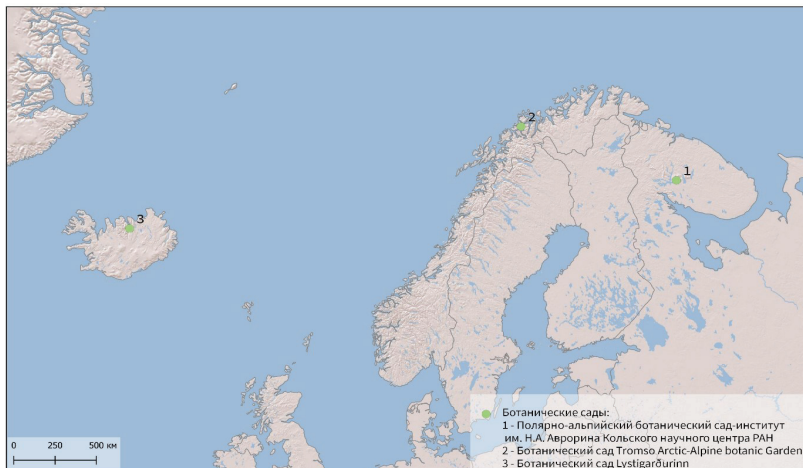 2
1
3
Ботанические сады:
1 - Полярно-альпийский ботанический сад-институт
им. Н.А. Аврорина Кольского научного центра РАН
2 - Ботанический сад Tromso Arctic-Alpine botanic Garden
3 - Ботанический сад Lystigarðurinn
0 250 500 км